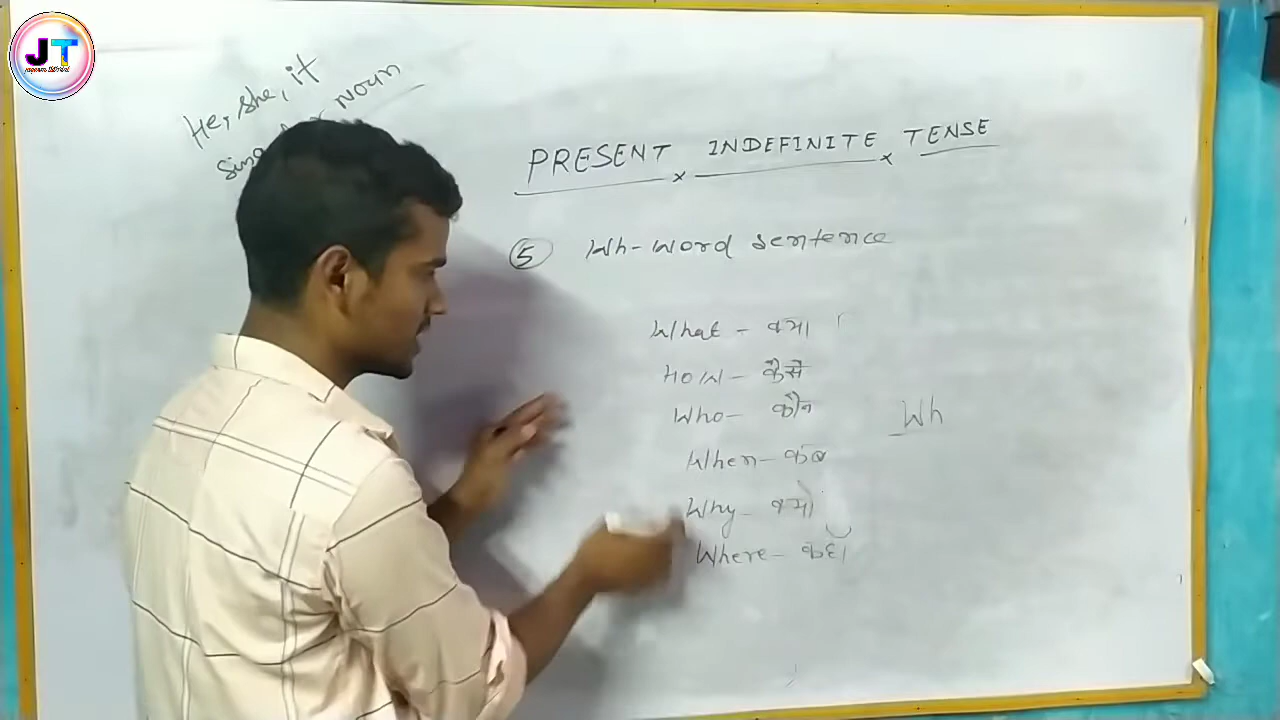 JT
He, she, it
noun
PRESENT INDEFINITE TENSE
5 Wh-word sentence
What - क्या
How - कैसे
Who - कौन
Wh
When - कब
Why - क्यों
Where - कहाँ